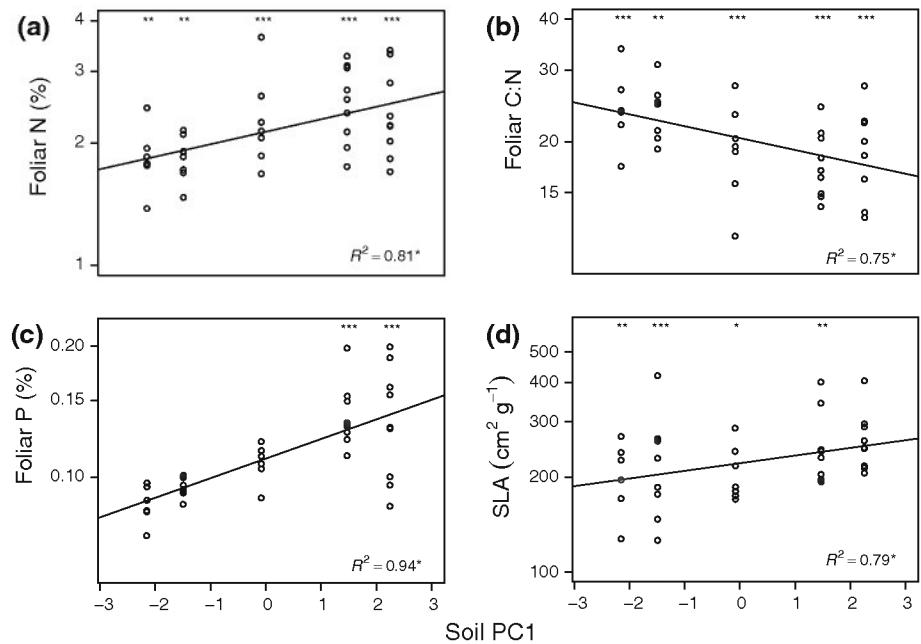 (a)
Foliar N (%)
4
3
2
1
** ** *** *** ***
R² = 0.81*
(b)
Foliar C:N
40
30
20
15
*** ** *** *** ***
R² = 0.75*
(c)
Foliar P (%)
0.20
0.15
0.10
*** ***
R² = 0.94*
−3 −2 −1 0 1 2 3
(d)
SLA (cm² g⁻¹)
500
400
300
200
100
** *** * **
R² = 0.79*
−3 −2 −1 0 1 2 3
Soil PC1